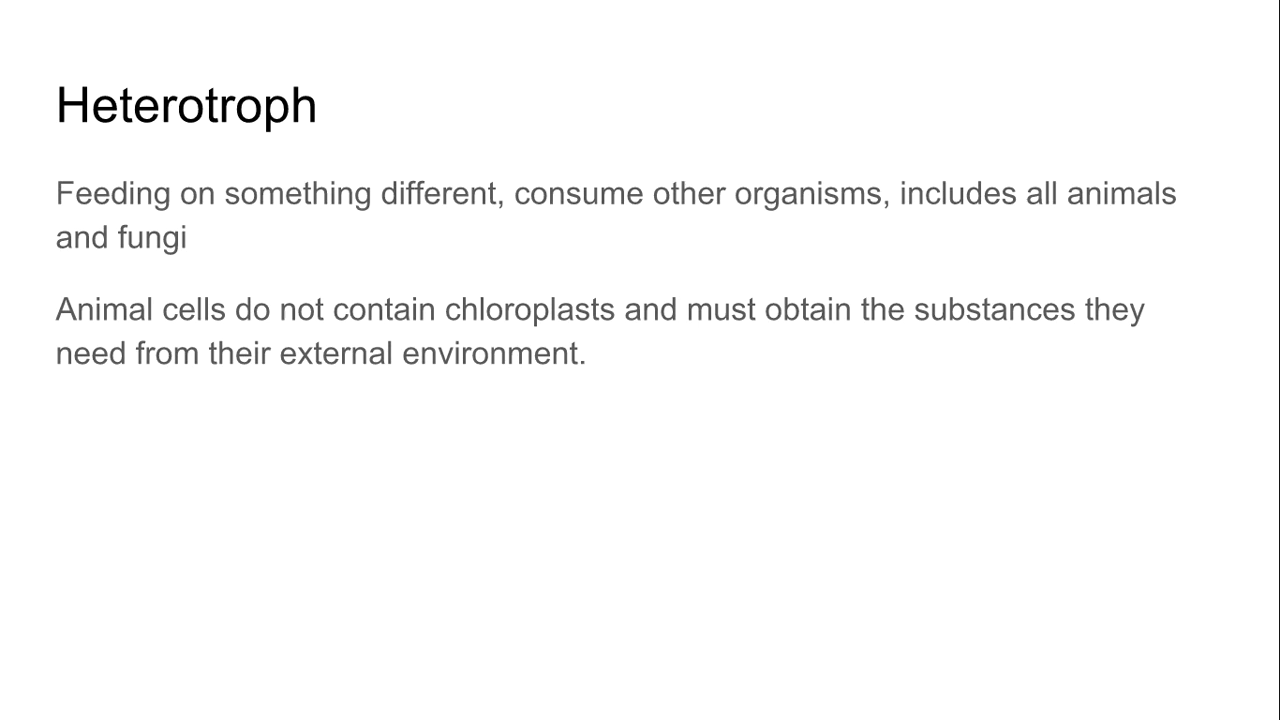 Heterotroph
Feeding on something different, consume other organisms, includes all animals
and fungi
Animal cells do not contain chloroplasts and must obtain the substances they
need from their external environment.